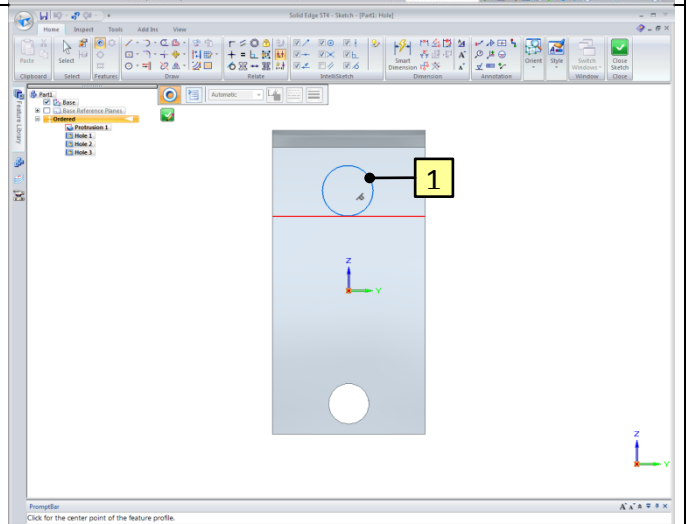 Solid Edge ST4 - Sketch - [Part1: Hole]
Home Inspect Tools Add Ins View
Paste Select Smart Dimension Orient Style Switch Windows Close Sketch
Clipboard Select Features Draw Relate IntelliSketch Dimension Annotation Window Close
Feature Library
Part1
Base
Base Reference Planes
Ordered
Protrusion 1
Hole 1
Hole 2
Hole 3
Automatic
1
Z
Y
Z
Y
PromptBar
Click for the center point of the feature profile.